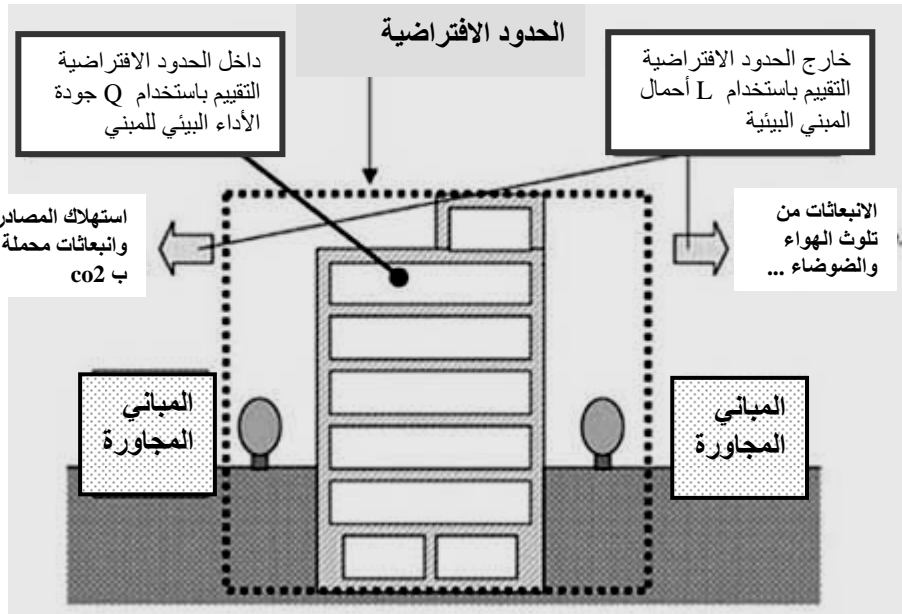 الحدود الافتراضية
خارج الحدود الافتراضية
التقييم باستخدام L أحمال
المبني البيئية
داخل الحدود الافتراضية
التقييم باستخدام Q جودة
الأداء البيئي للمبني
الانبعاثات من
تلوث الهواء
والضوضاء ...
استهلاك المصادر
وانبعاثات محملة
ب co2
المباني
المجاورة
المباني
المجاورة